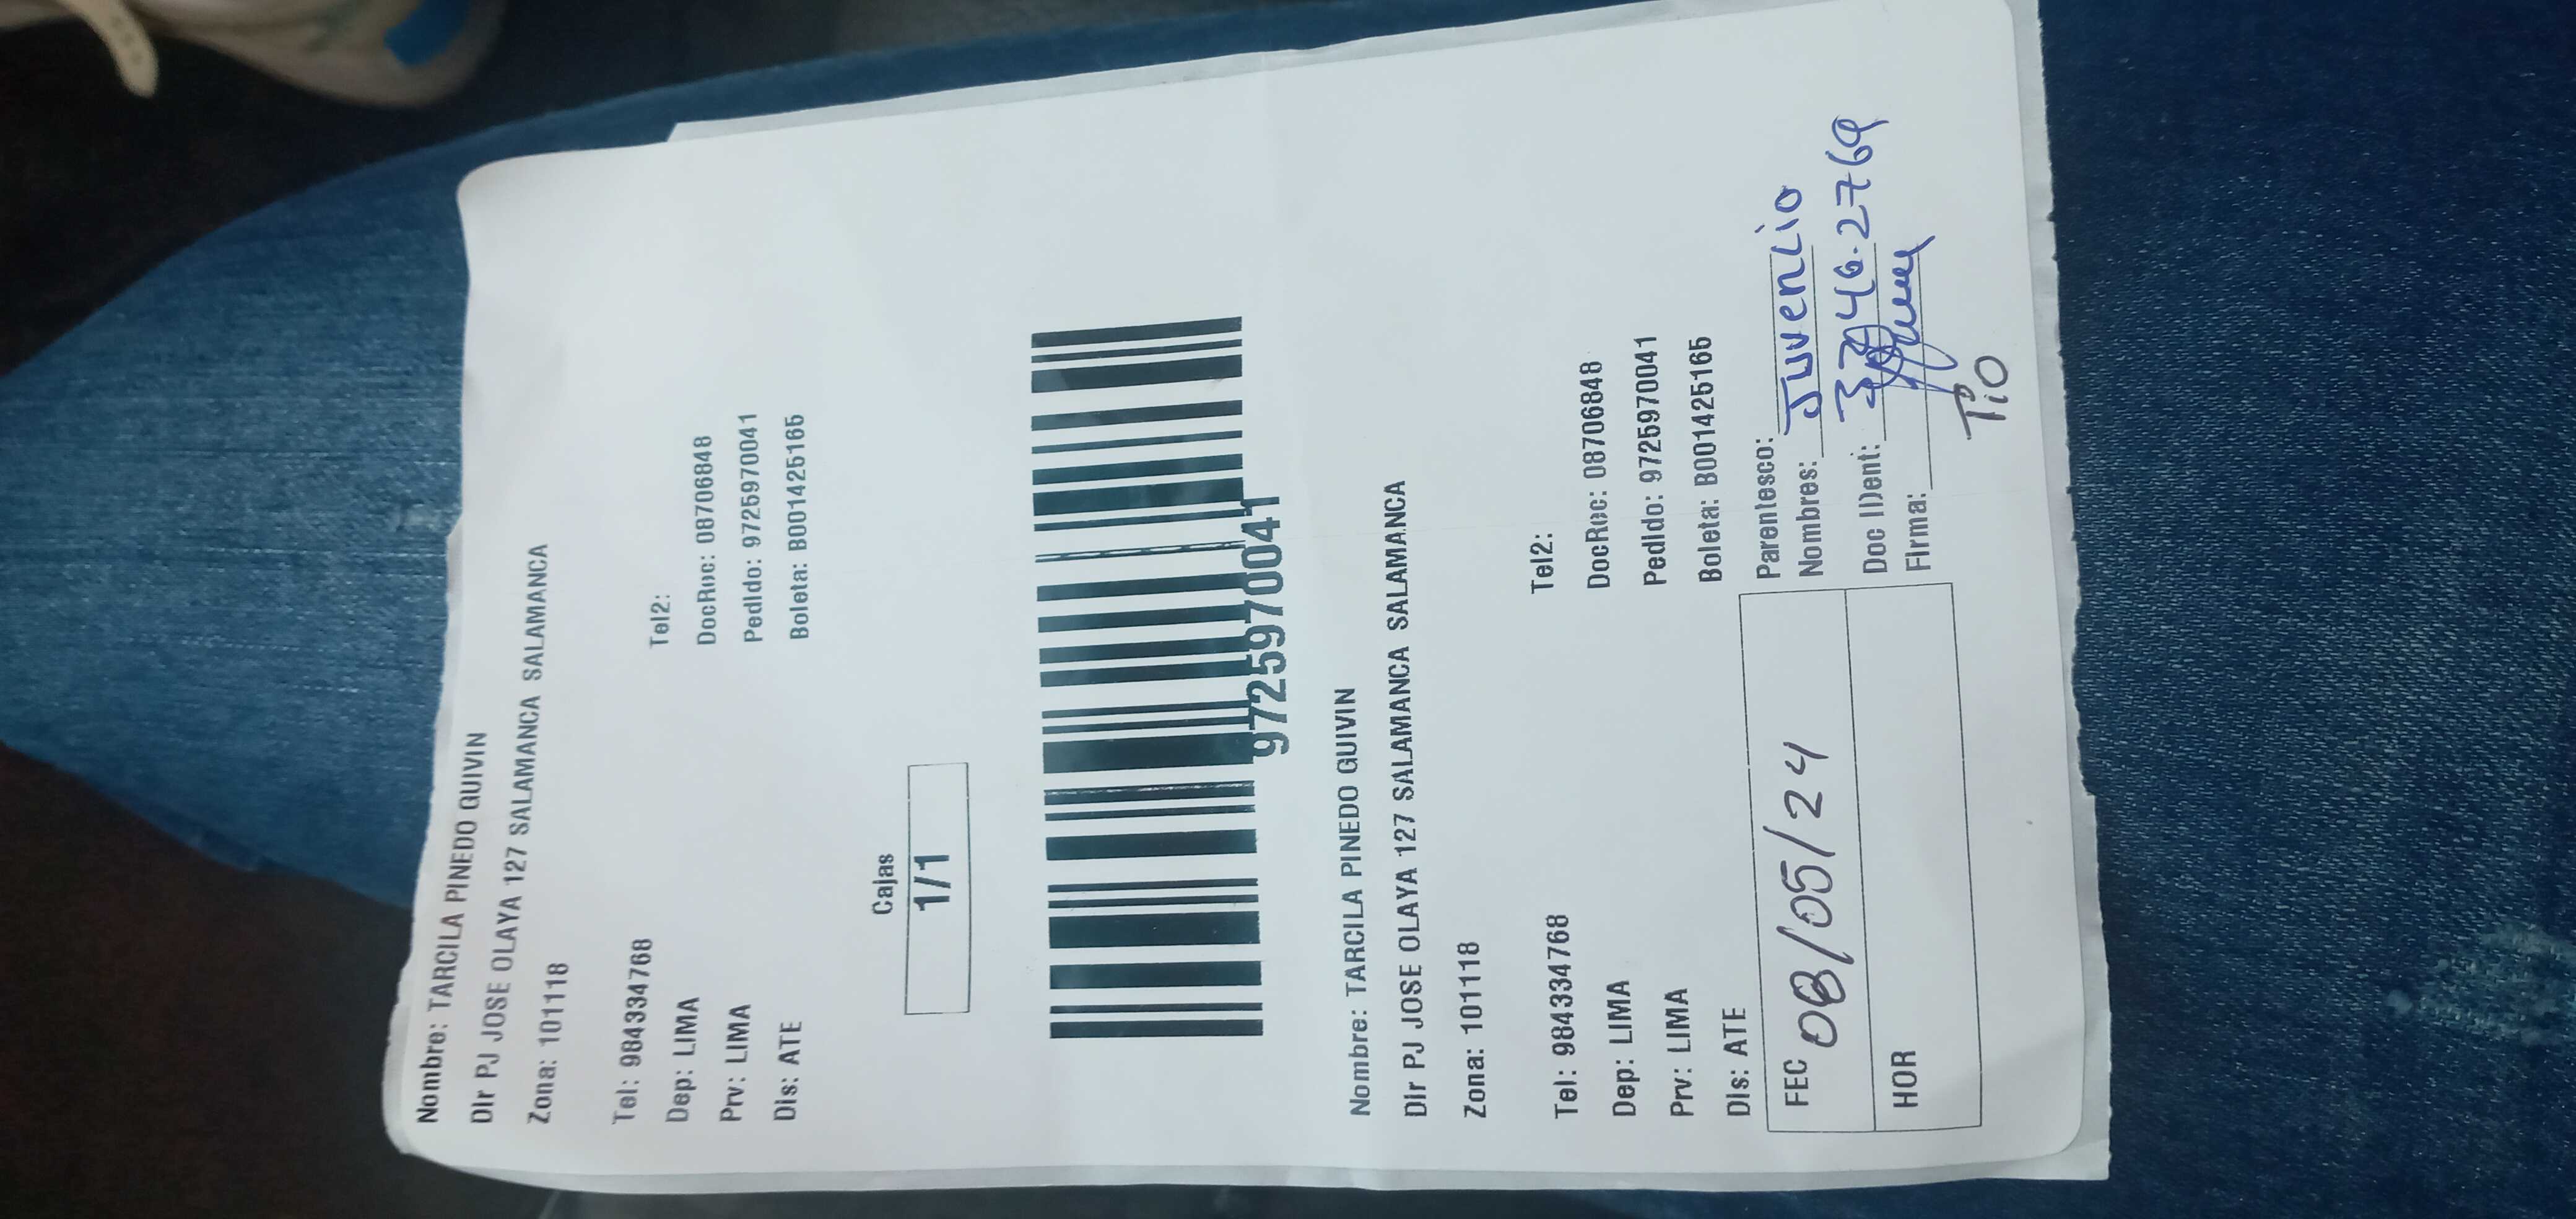 Nombre: TARCILA PINEDO GUIVIN
Dir PJ JOSE OLAYA 127 SALAMANCA SALAMANCA
Zona: 101118
Tel: 984334768 Tel2:
Dep: LIMA DocRec: 08706848
Prv: LIMA Pedido: 9725970041
Dis: ATE Boleta: B001425165
Cajas
1/1
9725970041
Nombre: TARCILA PINEDO GUIVIN
Dir PJ JOSE OLAYA 127 SALAMANCA SALAMANCA
Zona: 101118
Tel: 984334768 Tel2:
Dep: LIMA DocRec: 08706848
Prv: LIMA Pedido: 9725970041
Dis: ATE Boleta: B001425165
FEC 08/05/24 Parentesco:
Nombres: Juvencio
Doc IDent:
HOR Firma:
Tio